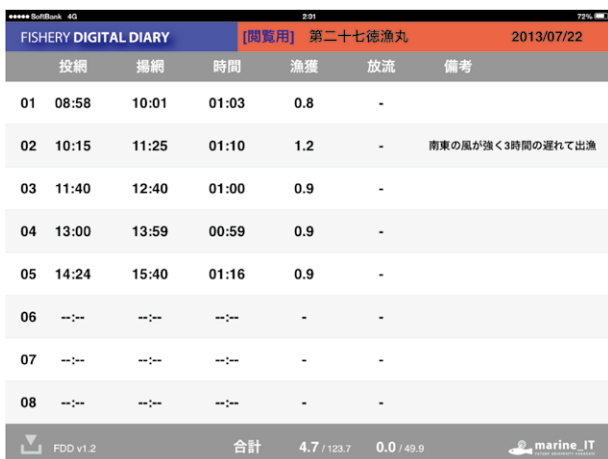 SoftBank 4G 2:01 72%
FISHERY DIGITAL DIARY [閲覧用] 第二十七徳漁丸 2013/07/22
投網 揚網 時間 漁獲 放流 備考
01 08:58 10:01 01:03 0.8 -
02 10:15 11:25 01:10 1.2 - 南東の風が強く3時間の遅れて出漁
03 11:40 12:40 01:00 0.9 -
04 13:00 13:59 00:59 0.9 -
05 14:24 15:40 01:16 0.9 -
06 --:-- --:-- --:-- - -
07 --:-- --:-- --:-- - -
08 --:-- --:-- --:-- - -
FDD v1.2 合計 4.7 / 123.7 0.0 / 49.9 marine_IT